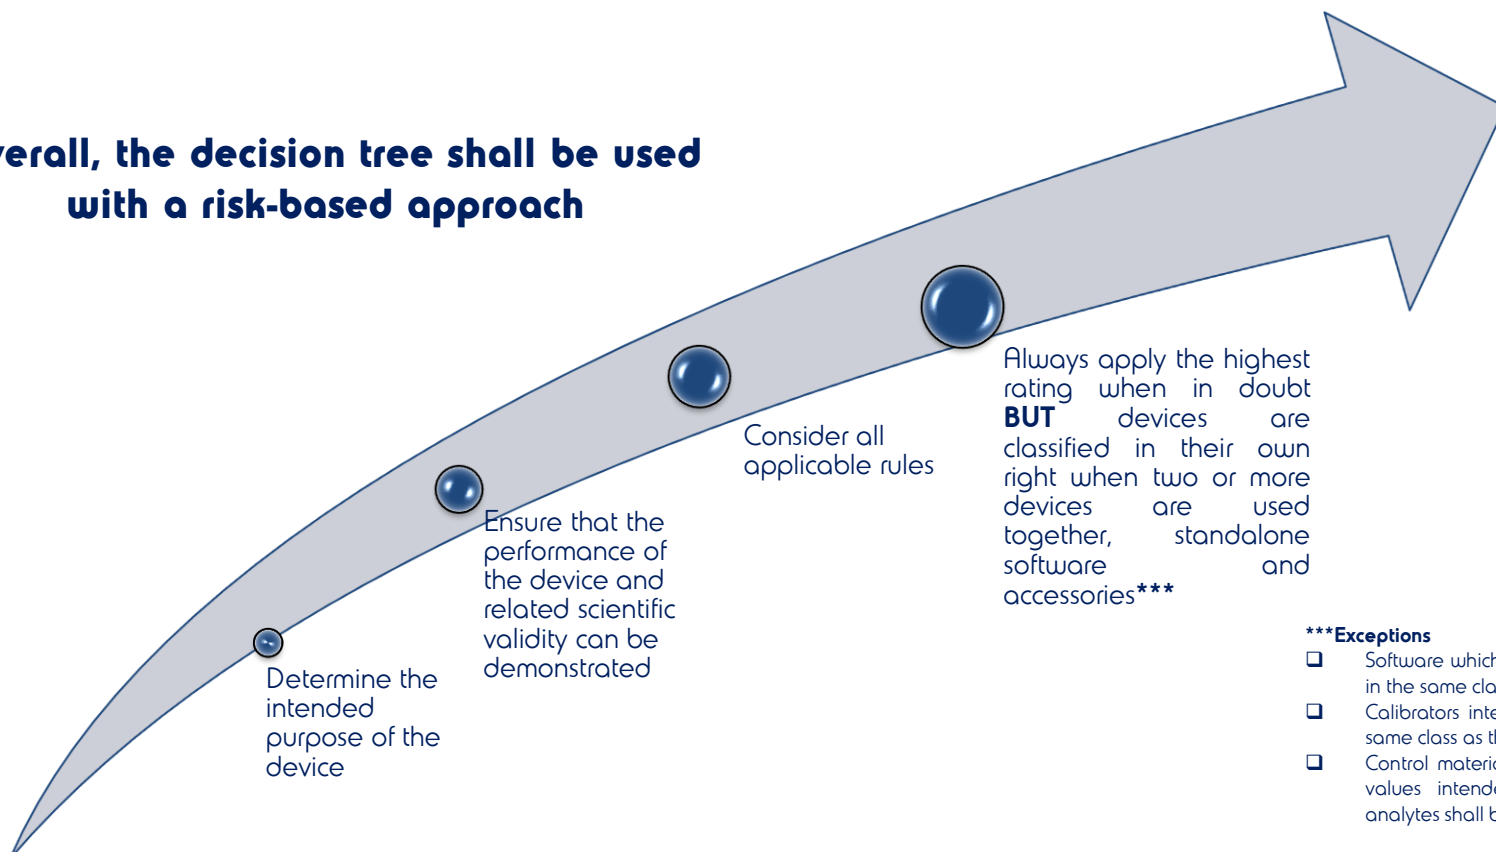 verall, the decision tree shall be used
with a risk-based approach
Determine the
intended
purpose of the
device
Ensure that the
performance of
the device and
related scientific
validity can be
demonstrated
Consider all
applicable rules
Always apply the highest
rating when in doubt
BUT devices are
classified in their own
right when two or more
devices are used
together, standalone
software and
accessories***
***Exceptions
❑ Software which
in the same cla
❑ Calibrators inte
same class as th
❑ Control materia
values intende
analytes shall b